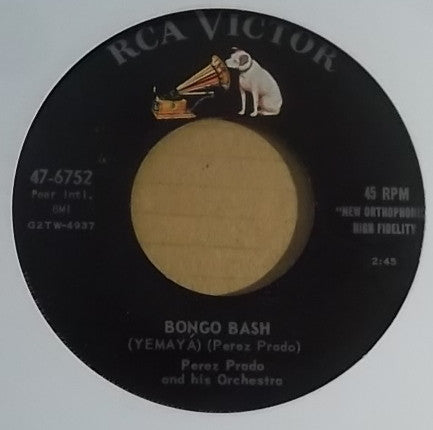 RCA VICTOR
47-6752
Peer Intl.
BMI
G2TW-4937
45 RPM
"NEW ORTHOPHONIC"
HIGH FIDELITY
2:45
BONGO BASH
(YEMAYÁ) (Perez Prado)
Perez Prado
and his Orchestra